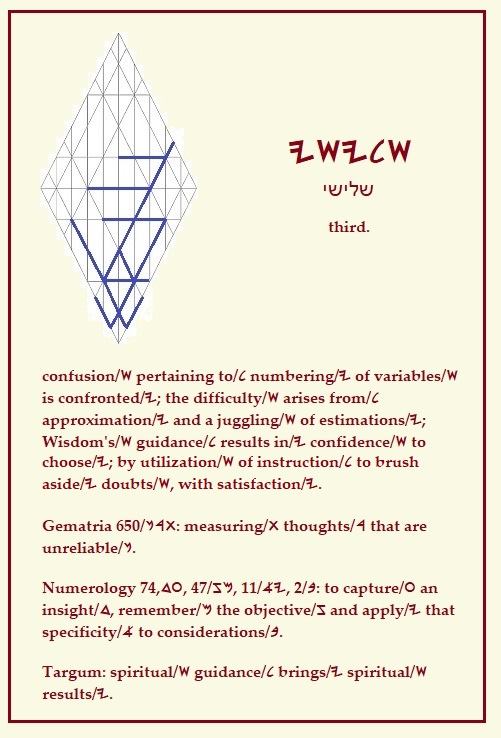 𐤔𐤋𐤉𐤔𐤉
שלישי
third.
confusion/𐤔 pertaining to/𐤋 numbering/𐤉 of variables/𐤔
is confronted/𐤉; the difficulty/𐤔 arises from/𐤋
approximation/𐤉 and a juggling/𐤔 of estimations/𐤉;
Wisdom's/𐤔 guidance/𐤋 results in/𐤉 confidence/𐤔 to
choose/𐤉; by utilization/𐤔 of instruction/𐤋 to brush
aside/𐤉 doubts/𐤔, with satisfaction/𐤉.
Gematria 650/𐤕𐤓𐤍: measuring/𐤕 thoughts/𐤓 that are
unreliable/𐤍.
Numerology 74,𐤏𐤃, 47/𐤌𐤆, 11/𐤉𐤀, 2/𐤁: to capture/𐤏 an
insight/𐤃, remember/𐤌 the objective/𐤆 and apply/𐤉 that
specificity/𐤀 to considerations/𐤁.
Targum: spiritual/𐤔 guidance/𐤋 brings/𐤉 spiritual/𐤔
results/𐤉.